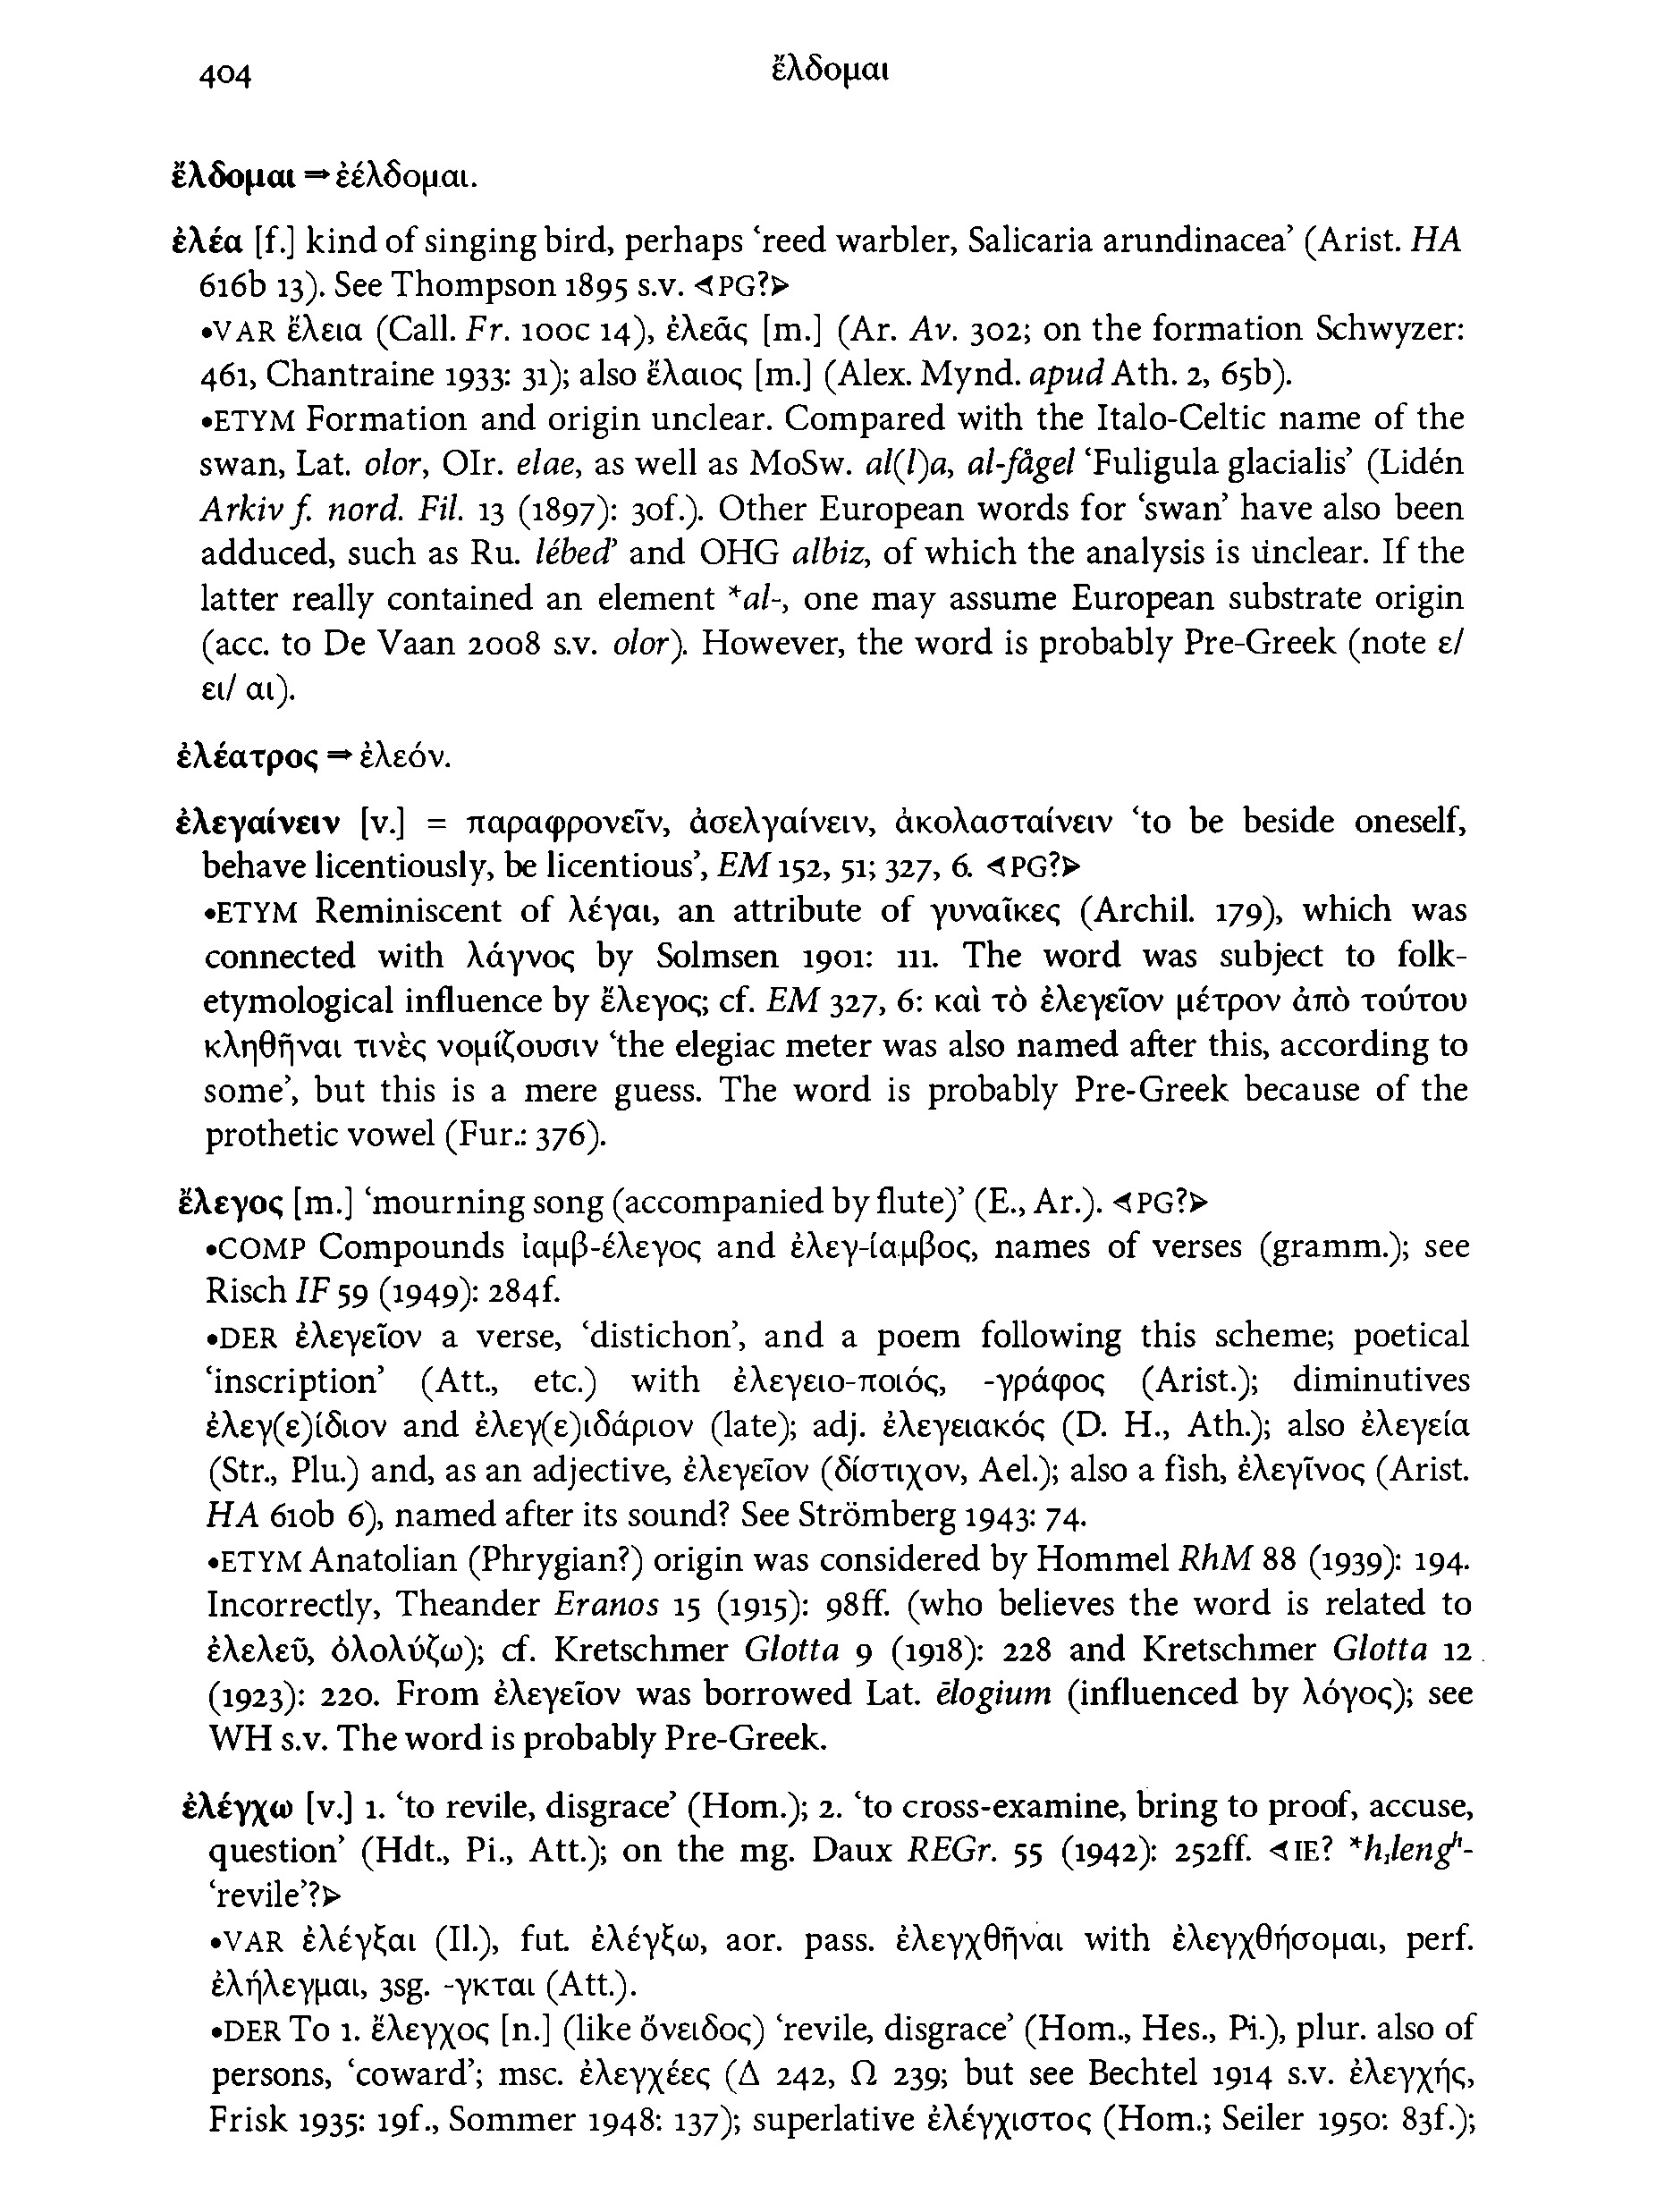 404 ἔλδομαι
ἔλδομαι ⇒ ἐέλδομαι.
ἐλέα [f.] kind of singing bird, perhaps ‘reed warbler, Salicaria arundinacea’ (Arist. HA
616b 13). See Thompson 1895 s.v. ⋖PG?⋗
•VAR ἔλεια (Call. Fr. 100c 14), ἐλεᾶς [m.] (Ar. Av. 302; on the formation Schwyzer:
461, Chantraine 1933: 31); also ἔλαιος [m.] (Alex. Mynd. apud Ath. 2, 65b).
•ETYM Formation and origin unclear. Compared with the Italo-Celtic name of the
swan, Lat. olor, OIr. elae, as well as MoSw. al(l)a, al-fågel ‘Fuligula glacialis’ (Lidén
Arkiv f. nord. Fil. 13 (1897): 30f.). Other European words for ‘swan’ have also been
adduced, such as Ru. lébed’ and OHG albiz, of which the analysis is unclear. If the
latter really contained an element *al-, one may assume European substrate origin
(acc. to De Vaan 2008 s.v. olor). However, the word is probably Pre-Greek (note ε/
ει/ αι).
ἐλέατρος ⇒ ἐλεόν.
ἐλεγαίνειν [v.] = παραφρονεῖν, ἀσελγαίνειν, ἀκολασταίνειν ‘to be beside oneself,
behave licentiously, be licentious’, EM 152, 51; 327, 6. ⋖PG?⋗
•ETYM Reminiscent of λέγαι, an attribute of γυναῖκες (Archil. 179), which was
connected with λάγνος by Solmsen 1901: 111. The word was subject to folk-
etymological influence by ἔλεγος; cf. EM 327, 6: καὶ τὸ ἐλεγεῖον μέτρον ἀπὸ τούτου
κληθῆναι τινὲς νομίζουσιν ‘the elegiac meter was also named after this, according to
some’, but this is a mere guess. The word is probably Pre-Greek because of the
prothetic vowel (Fur.: 376).
ἔλεγος [m.] ‘mourning song (accompanied by flute)’ (E., Ar.). ⋖PG?⋗
•COMP Compounds ἰαμβ-έλεγος and ἐλεγ-ίαμβος, names of verses (gramm.); see
Risch IF 59 (1949): 284f.
•DER ἐλεγεῖον a verse, ‘distichon’, and a poem following this scheme; poetical
‘inscription’ (Att., etc.) with ἐλεγειο-ποιός, -γράφος (Arist.); diminutives
ἐλεγ(ε)ίδιον and ἐλεγ(ε)ιδάριον (late); adj. ἐλεγειακός (D. H., Ath.); also ἐλεγεία
(Str., Plu.) and, as an adjective, ἐλεγεῖον (δίστιχον, Ael.); also a fish, ἐλεγῖνος (Arist.
HA 610b 6), named after its sound? See Strömberg 1943: 74.
•ETYM Anatolian (Phrygian?) origin was considered by Hommel RhM 88 (1939): 194.
Incorrectly, Theander Eranos 15 (1915): 98ff. (who believes the word is related to
ἐλελεῦ, ὀλολύζω); cf. Kretschmer Glotta 9 (1918): 228 and Kretschmer Glotta 12
(1923): 220. From ἐλεγεῖον was borrowed Lat. ēlogium (influenced by λόγος); see
WH s.v. The word is probably Pre-Greek.
ἐλέγχω [v.] 1. ‘to revile, disgrace’ (Hom.); 2. ‘to cross-examine, bring to proof, accuse,
question’ (Hdt., Pi., Att.); on the mg. Daux REGr. 55 (1942): 252ff. ⋖IE? *h₁lengʰ-
‘revile’?⋗
•VAR ἐλέγξαι (Il.), fut. ἐλέγξω, aor. pass. ἐλεγχθῆναι with ἐλεγχθήσομαι, perf.
ἐλήλεγμαι, 3sg. -γκται (Att.).
•DER To 1. ἔλεγχος [n.] (like ὄνειδος) ‘revile, disgrace’ (Hom., Hes., Pi.), plur. also of
persons, ‘coward’; msc. ἐλεγχέες (Δ 242, Ω 239; but see Bechtel 1914 s.v. ἐλεγχής,
Frisk 1935: 19f., Sommer 1948: 137); superlative ἐλέγχιστος (Hom.; Seiler 1950: 83f.);